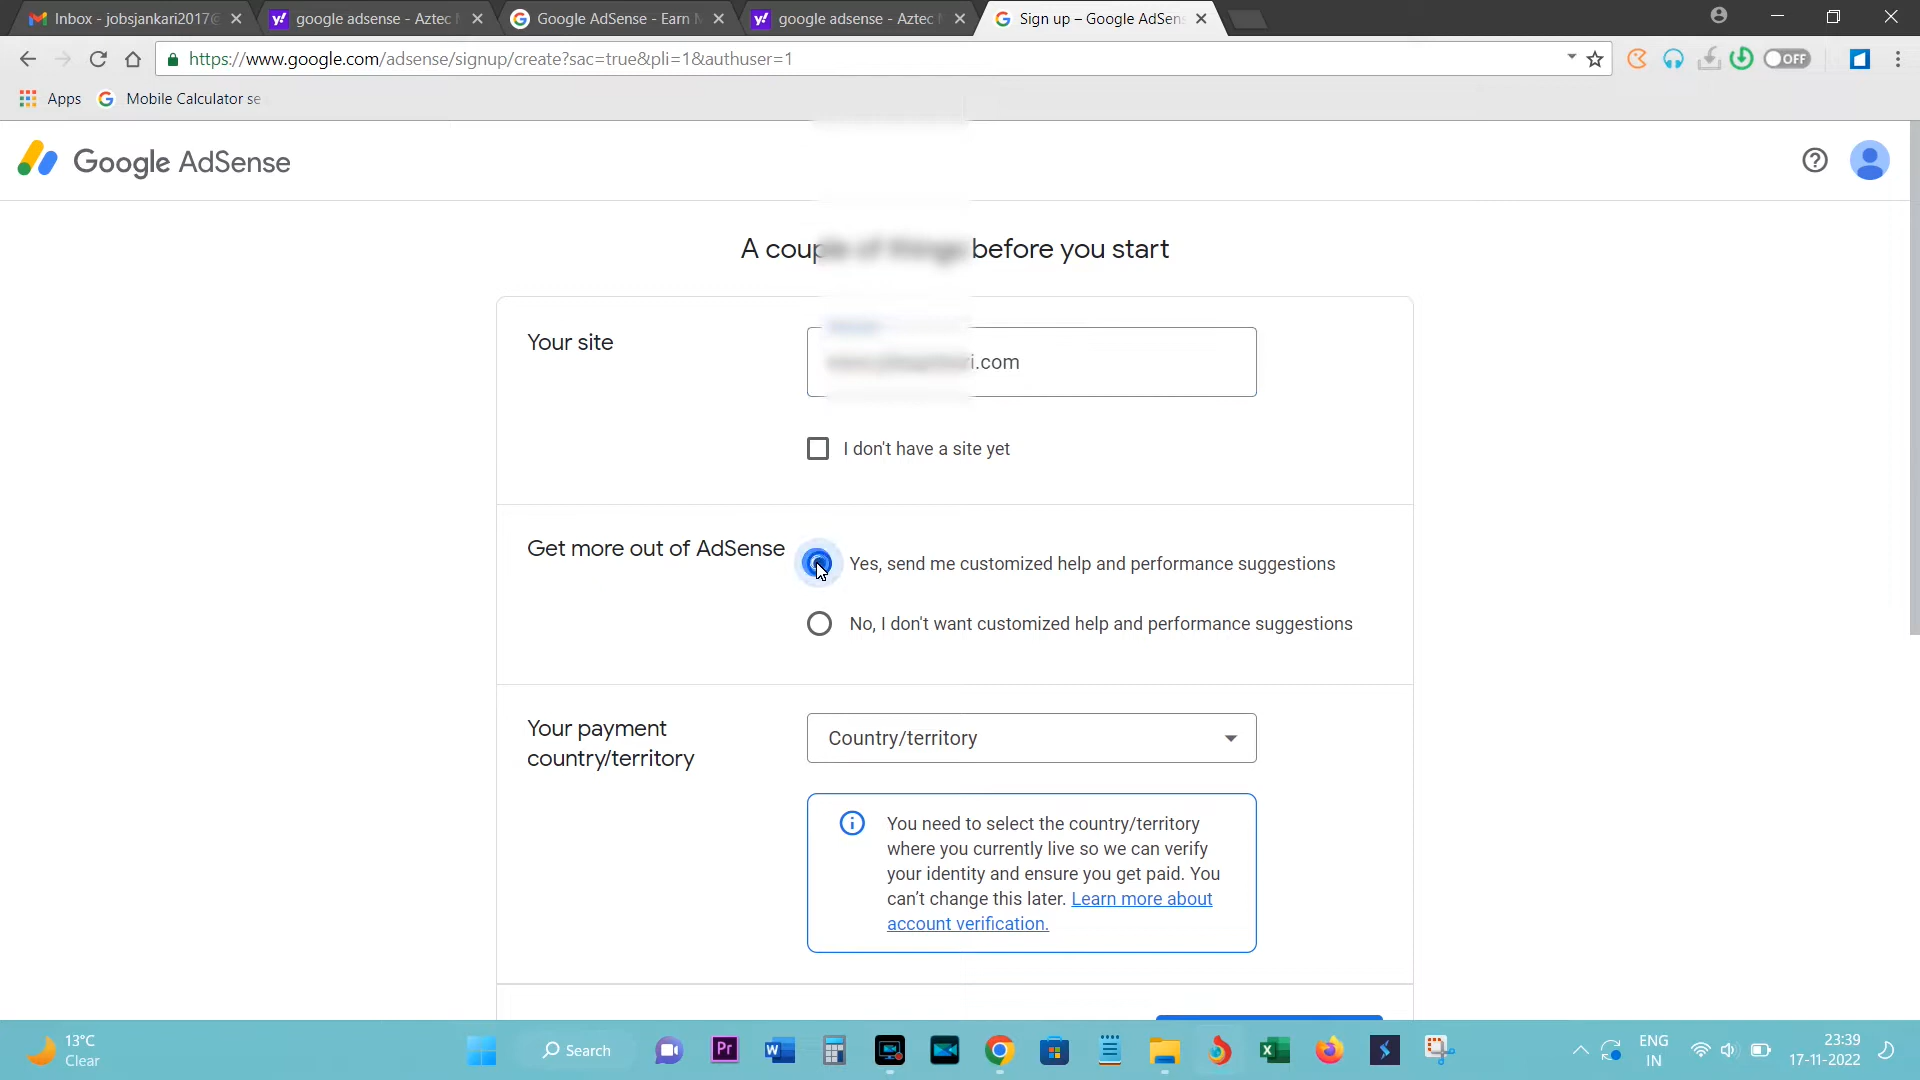 Inbox - jobsjankari2017@
google adsense - Aztec
Google AdSense - Earn
google adsense - Aztec
Sign up – Google AdSens
https://www.google.com/adsense/signup/create?sac=true&pli=1&authuser=1
OFF
Apps
Mobile Calculator se
Google AdSense
A couple of things before you start
Your site
i.com
I don't have a site yet
Get more out of AdSense
Yes, send me customized help and performance suggestions
No, I don't want customized help and performance suggestions
Your payment
country/territory
Country/territory
You need to select the country/territory
where you currently live so we can verify
your identity and ensure you get paid. You
can't change this later. Learn more about
account verification.
13°C
Clear
Search
Pr
ENG
IN
23:39
17-11-2022